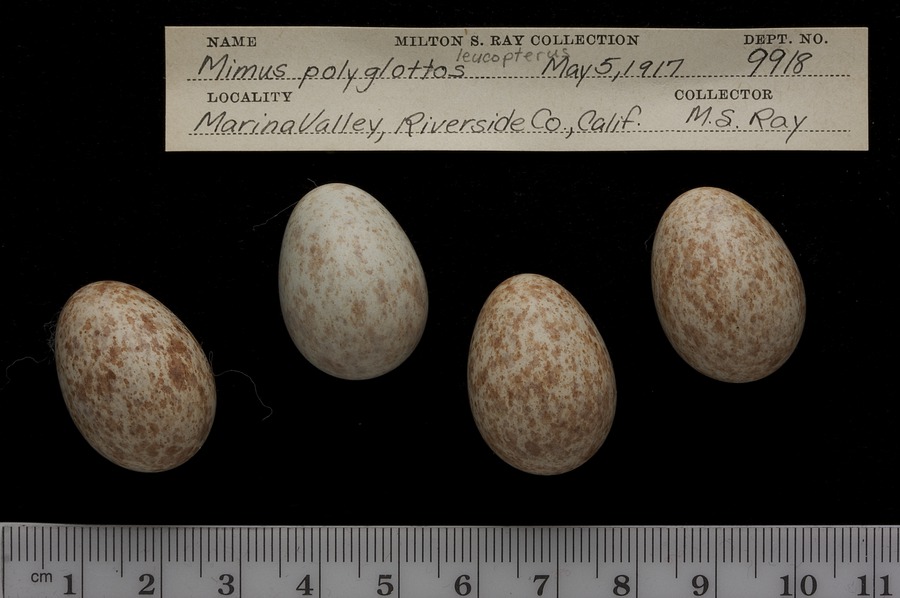 NAME MILTON S. RAY COLLECTION DEPT. NO.
leucopterus
Mimus polyglottos May 5, 1917 9918
LOCALITY COLLECTOR
Marina Valley, Riverside Co., Calif. M.S. Ray
cm 1 2 3 4 5 6 7 8 9 10 11